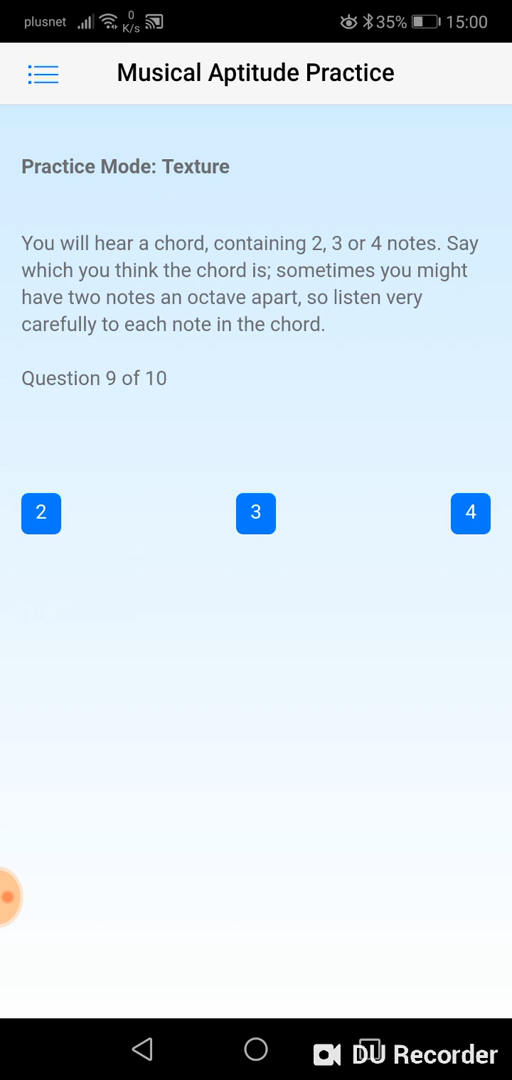 plusnet 0 K/s 35% 15:00
Musical Aptitude Practice
Practice Mode: Texture
You will hear a chord, containing 2, 3 or 4 notes. Say
which you think the chord is; sometimes you might
have two notes an octave apart, so listen very
carefully to each note in the chord.
Question 9 of 10
2 3 4
DU Recorder